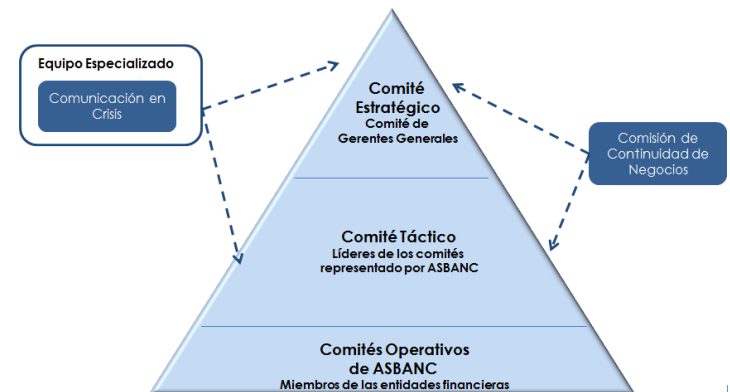 Equipo Especializado
Comunicación en
Crisis
Comité
Estratégico
Comité de
Gerentes Generales
Comisión de
Continuidad de
Negocios
Comité Táctico
Líderes de los comités
representado por ASBANC
Comités Operativos
de ASBANC
Miembros de las entidades financieras